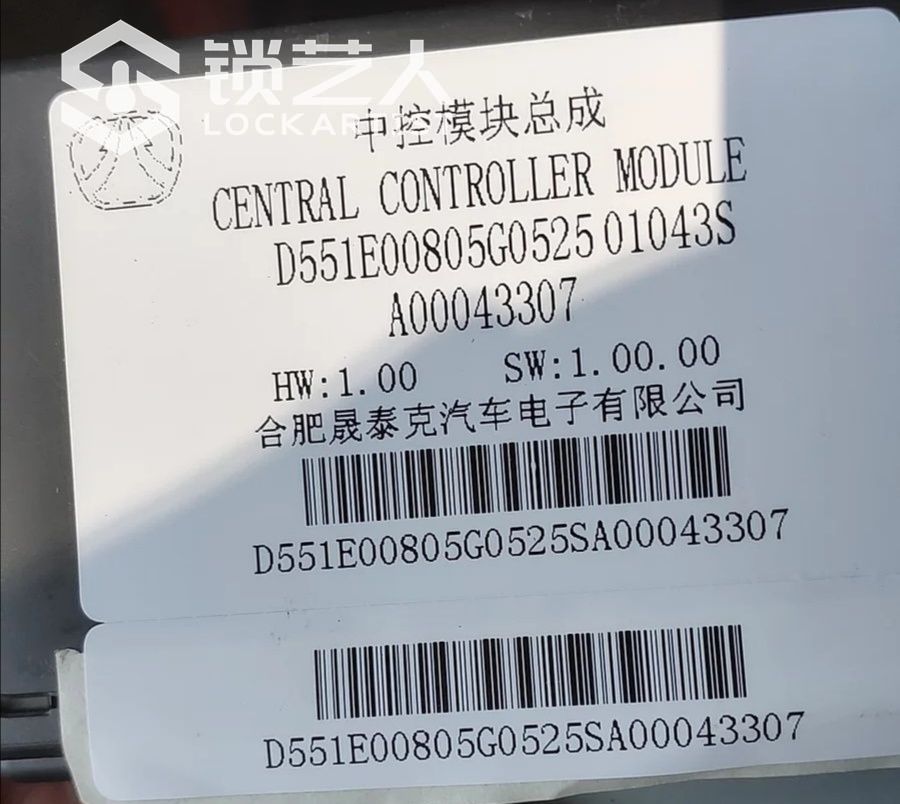 锁艺人
LOCKARTIST
中控模块总成
CENTRAL CONTROLLER MODULE
D551E00805G0525 01043S
A00043307
HW:1.00 SW:1.00.00
合肥晟泰克汽车电子有限公司
D551E00805G0525SA00043307
D551E00805G0525SA00043307